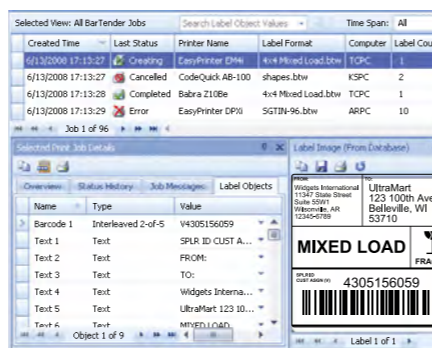 Selected View: All BarTender Jobs Search Label Object Values Time Span: All
Created Time Last Status Printer Name Label Format Computer Label Cou
6/13/2008 17:13:27 Creating EasyPrinter EM4i 4x4 Mixed Load.btw TCPC 1
6/13/2008 17:13:27 Cancelled CodeQuick AB-100 shapes.btw KSPC 2
6/13/2008 17:13:28 Completed Babra Z10Be 4x4 Mixed Load.btw TCPC 1
6/13/2008 17:13:29 Error EasyPrinter DPXi SGTIN-96.btw ARPC 10
Job 1 of 96
Selected Print Job Details
Overview Status History Job Messages Label Objects
Name Type Value
Barcode 1 Interleaved 2-of-5 V4305156059
Text 1 Text SPLR ID CUST A...
Text 2 Text FROM:
Text 3 Text TO:
Text 4 Text Widgets Interna...
Text 5 Text UltraMart 123 10...
Text 6 Text MIXED LOAD
Object 1 of 9
Label Image (From Database)
FROM:
Widgets International
11347 State Street
Suite 55W1
Wilsonville, AR
12345-6789
TO:
UltraMart
123 100th Ave
Belleville, WI
53710
MIXED LOAD
FRA
SPLR ID
CUST ASGN (V)
4305156059
Label 1 of 1